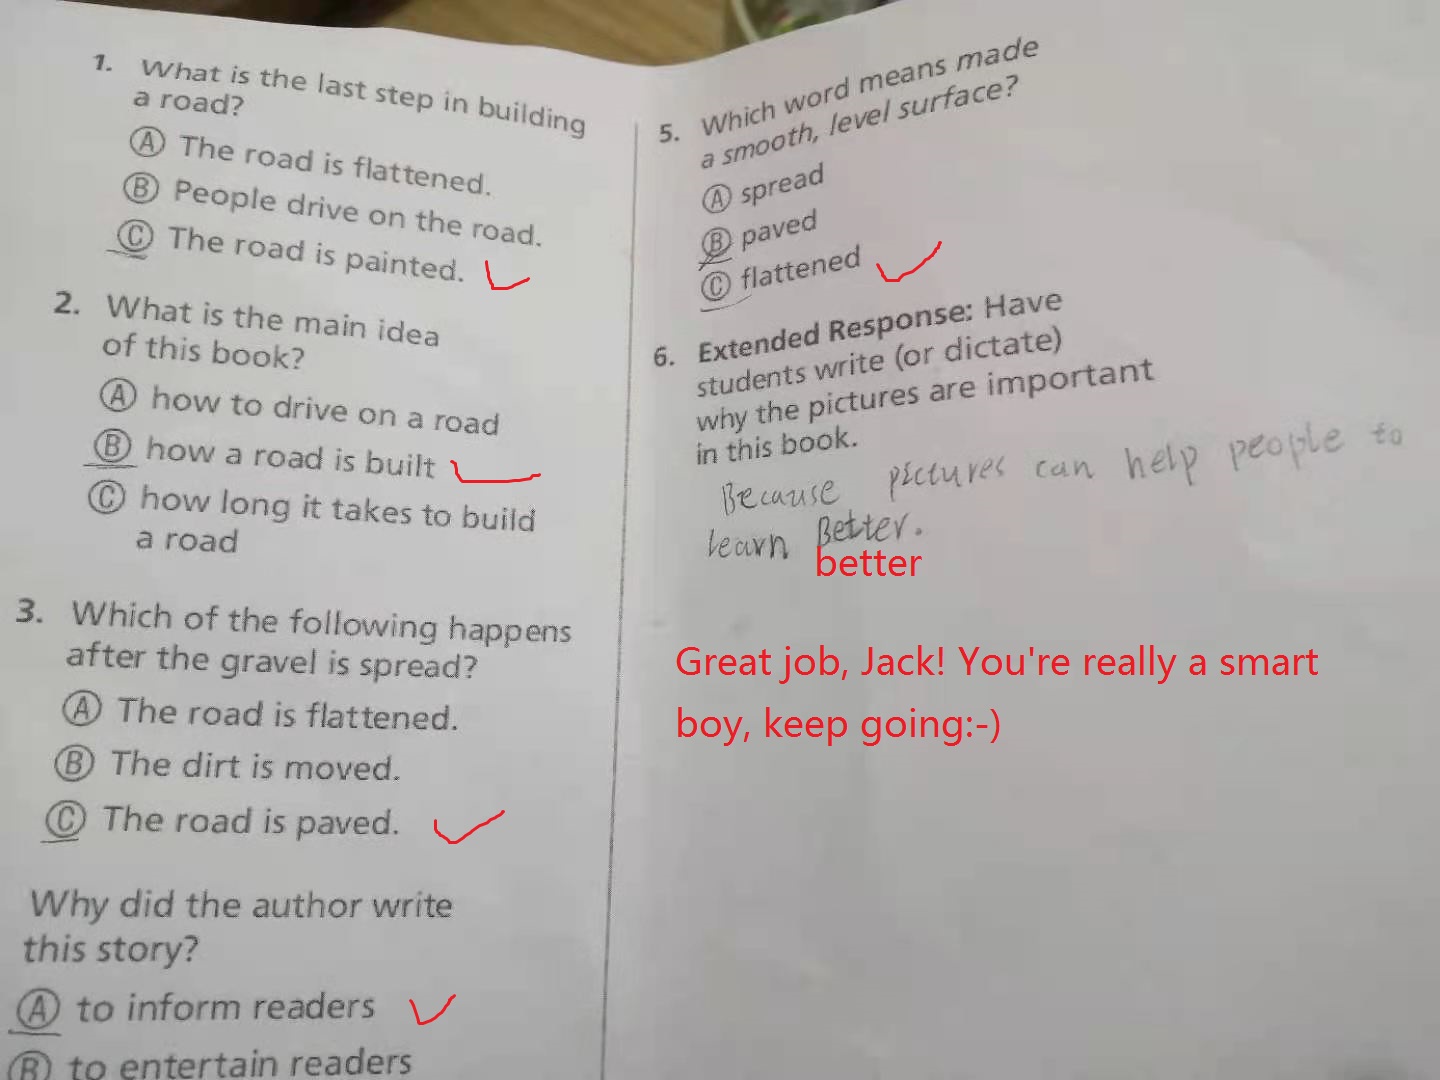 1. What is the last step in building
a road?
Ⓐ The road is flattened.
Ⓑ People drive on the road.
Ⓒ The road is painted.
2. What is the main idea
of this book?
Ⓐ how to drive on a road
Ⓑ how a road is built
Ⓒ how long it takes to build
a road
3. Which of the following happens
after the gravel is spread?
Ⓐ The road is flattened.
Ⓑ The dirt is moved.
Ⓒ The road is paved.
Why did the author write
this story?
Ⓐ to inform readers
Ⓑ to entertain readers
5. Which word means made
a smooth, level surface?
Ⓐ spread
Ⓑ paved
Ⓒ flattened
6. Extended Response: Have
students write (or dictate)
why the pictures are important
in this book.
Because pictures can help people to
learn Better.
better
Great job, Jack! You're really a smart
boy, keep going:-)